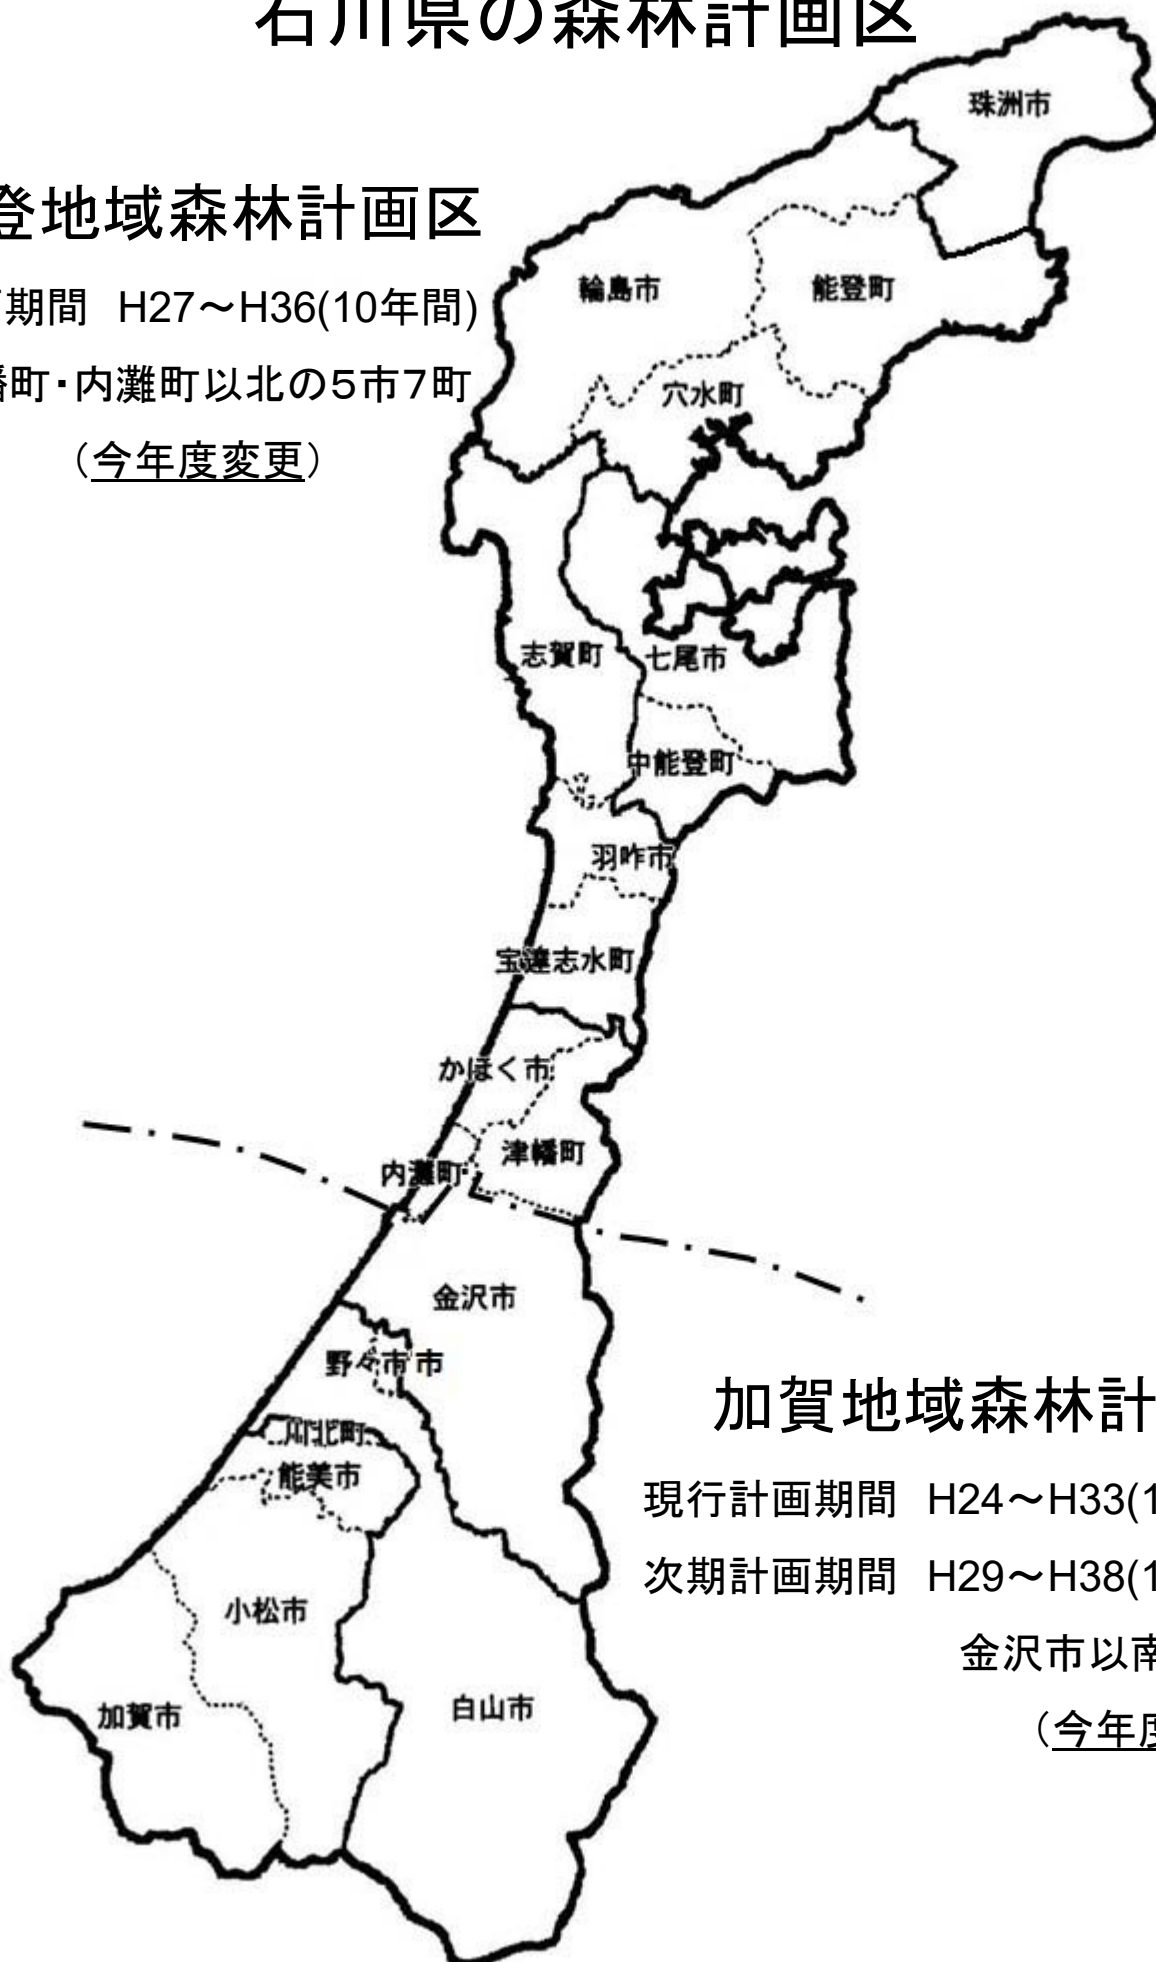 石川県の森林計画区
珠洲市
登地域森林計画区
輪島市
能登町
期間 H27～H36(10年間)
幡町・内灘町以北の5市7町
穴水町
（今年度変更）
志賀町
七尾市
中能登町
羽咋市
宝達志水町
かほく市
津幡町
内灘町
金沢市
野々市市
加賀地域森林計
川北町
能美市
現行計画期間 H24～H33(1
次期計画期間 H29～H38(1
小松市
金沢市以南
白山市
加賀市
（今年度